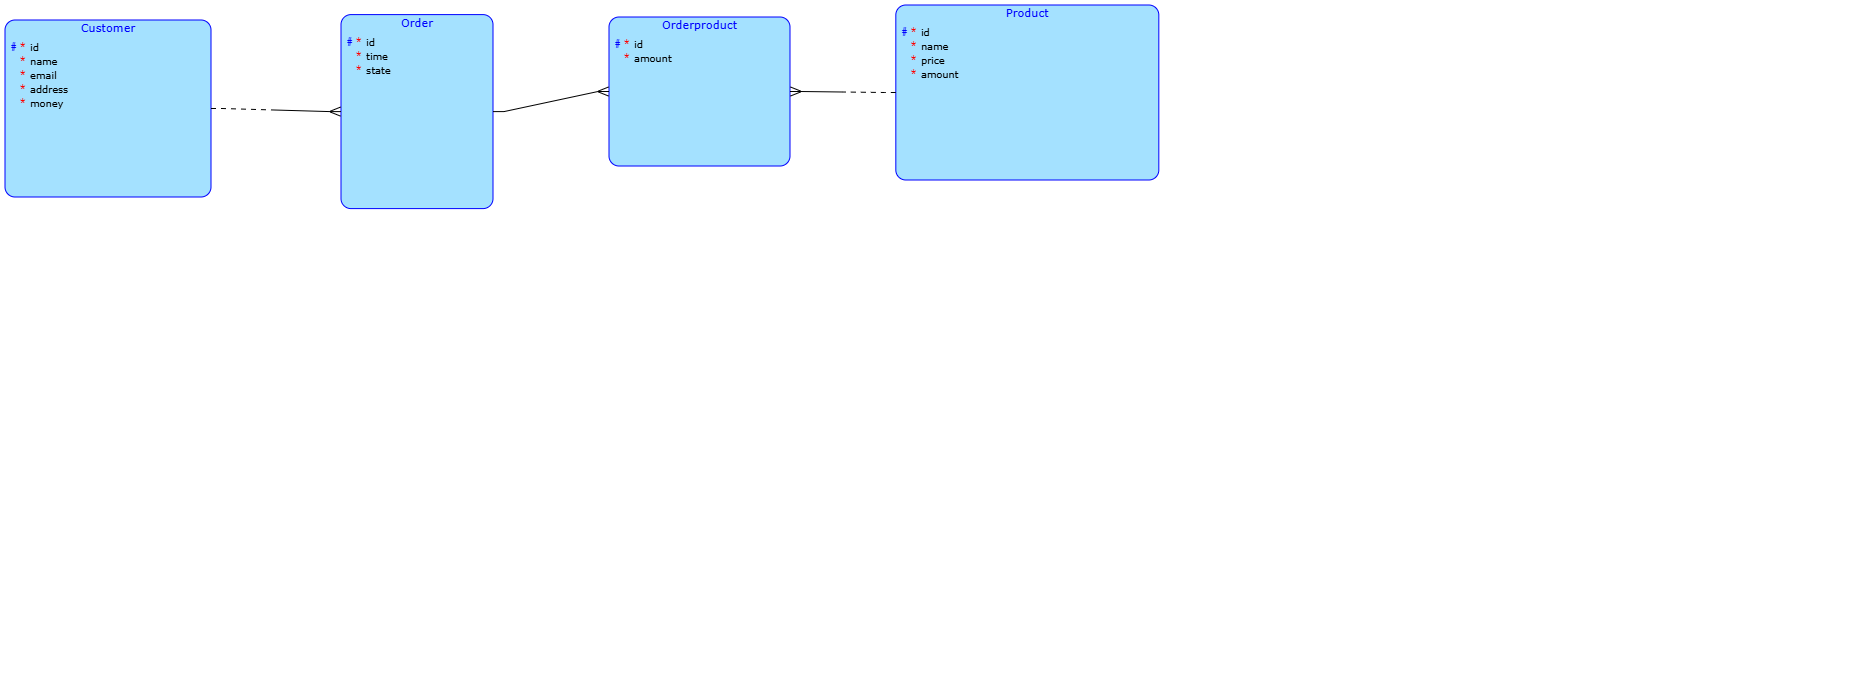 Customer
# * id
* name
* email
* address
* money
Order
# * id
* time
* state
Orderproduct
# * id
* amount
Product
# * id
* name
* price
* amount